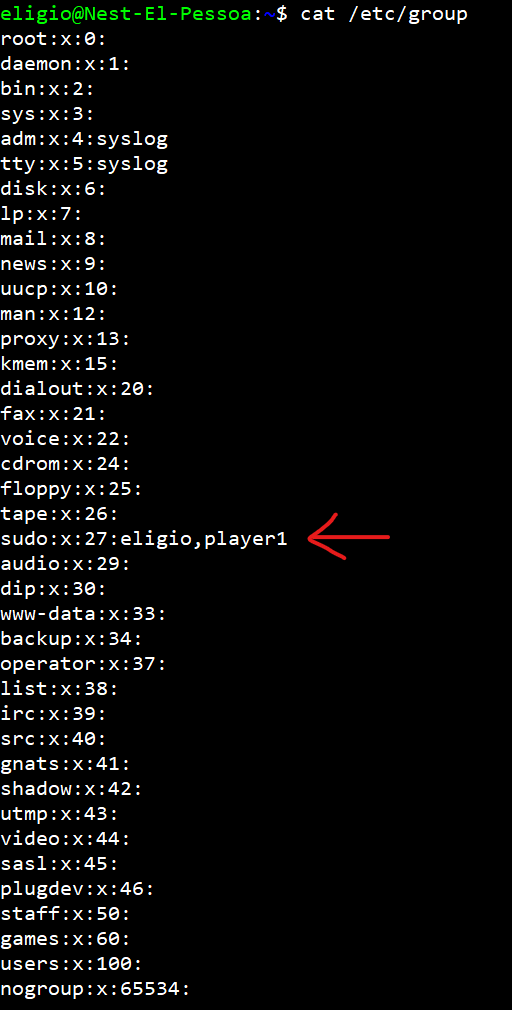 eligio@Nest-El-Pessoa:~$ cat /etc/group
root:x:0:
daemon:x:1:
bin:x:2:
sys:x:3:
adm:x:4:syslog
tty:x:5:syslog
disk:x:6:
lp:x:7:
mail:x:8:
news:x:9:
uucp:x:10:
man:x:12:
proxy:x:13:
kmem:x:15:
dialout:x:20:
fax:x:21:
voice:x:22:
cdrom:x:24:
floppy:x:25:
tape:x:26:
sudo:x:27:eligio,player1
audio:x:29:
dip:x:30:
www-data:x:33:
backup:x:34:
operator:x:37:
list:x:38:
irc:x:39:
src:x:40:
gnats:x:41:
shadow:x:42:
utmp:x:43:
video:x:44:
sasl:x:45:
plugdev:x:46:
staff:x:50:
games:x:60:
users:x:100:
nogroup:x:65534: